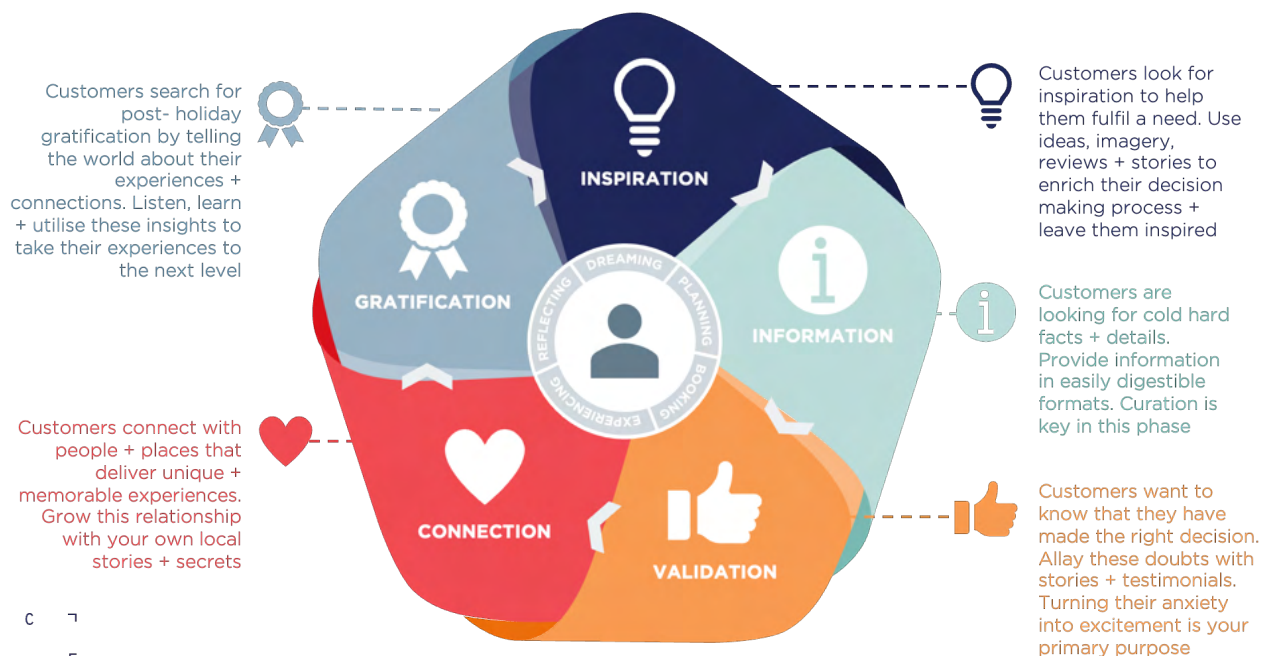 Customers search for
post- holiday
gratification by telling
the world about their
experiences +
connections. Listen, learn
+ utilise these insights to
take their experiences to
the next level
Customers connect with
people + places that
deliver unique +
memorable experiences.
Grow this relationship
with your own local
stories + secrets
INSPIRATION
INFORMATION
VALIDATION
CONNECTION
GRATIFICATION
DREAMING
PLANNING
BOOKING
EXPERIENCING
REFLECTING
Customers look for
inspiration to help
them fulfil a need. Use
ideas, imagery,
reviews + stories to
enrich their decision
making process +
leave them inspired
Customers are
looking for cold hard
facts + details.
Provide information
in easily digestible
formats. Curation is
key in this phase
Customers want to
know that they have
made the right decision.
Allay these doubts with
stories + testimonials.
Turning their anxiety
into excitement is your
primary purpose